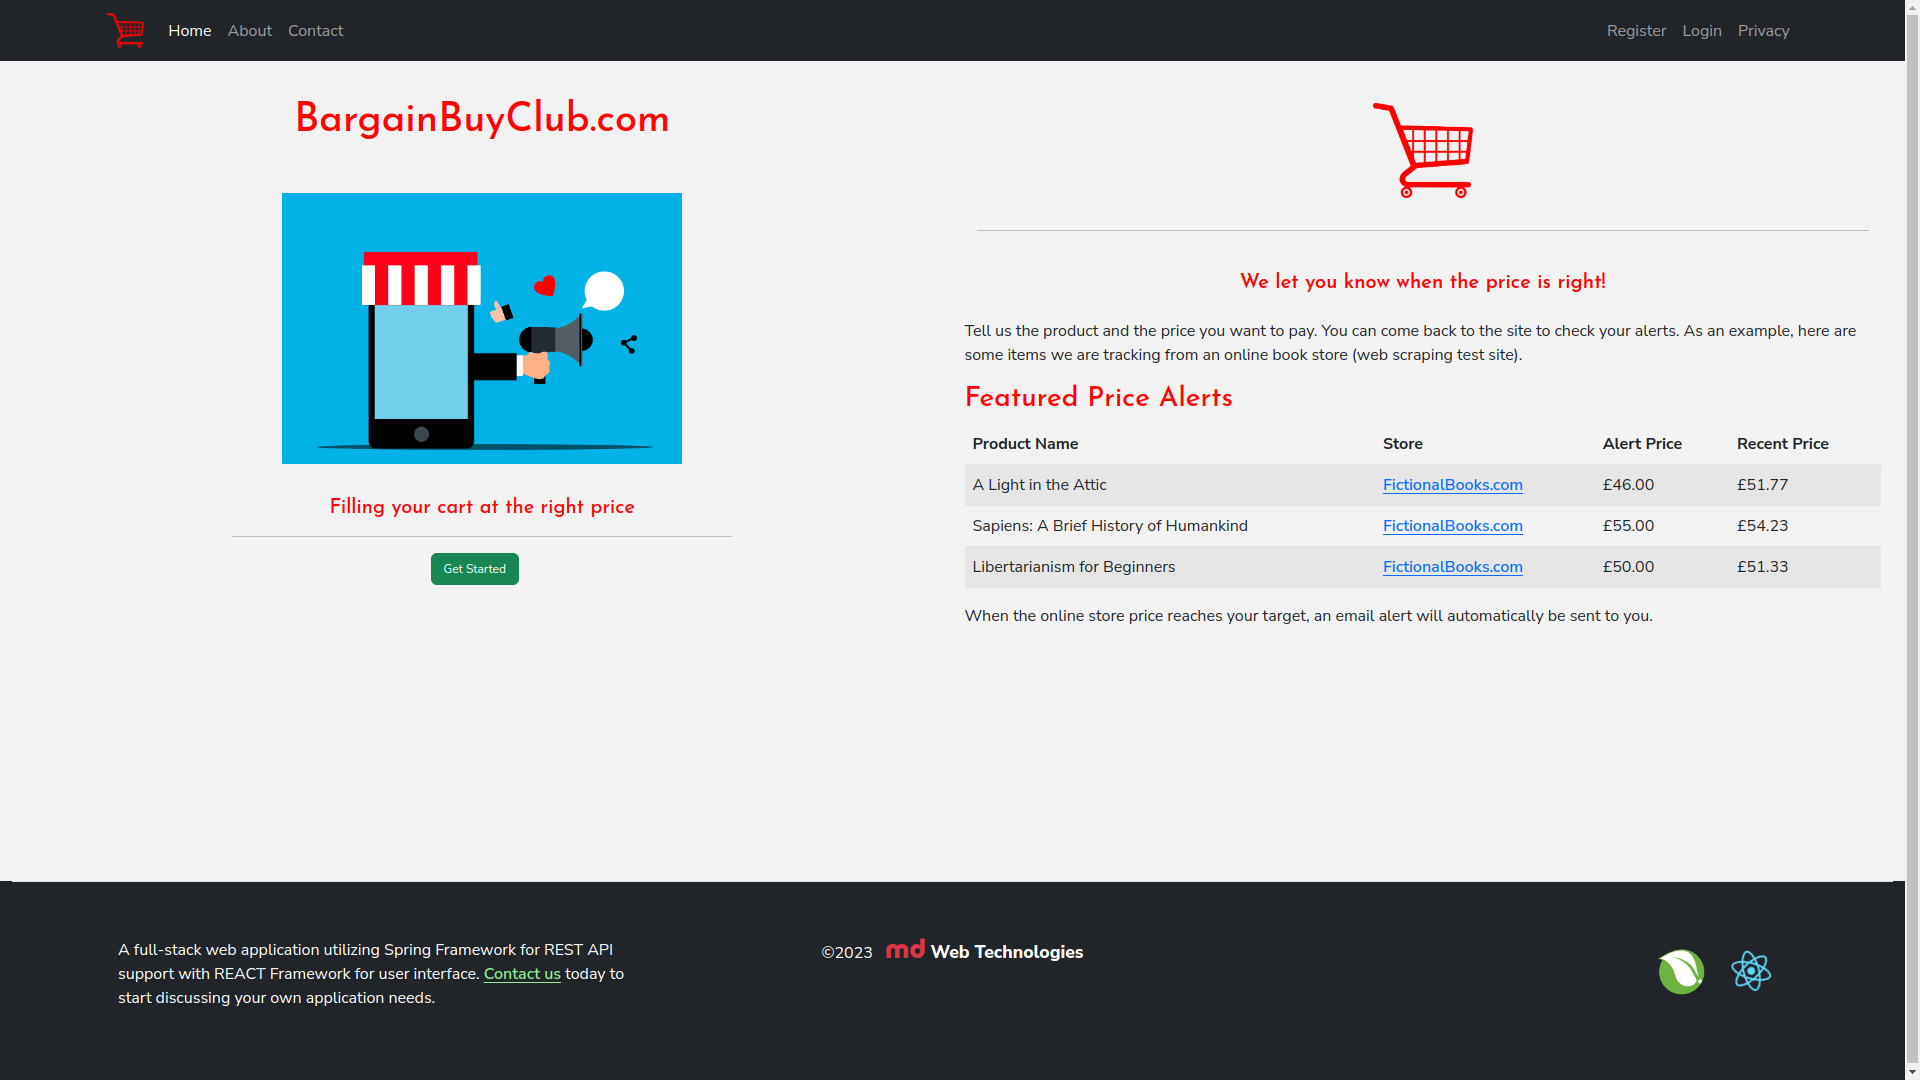 Home About Contact Register Login Privacy
BargainBuyClub.com
Filling your cart at the right price
Get Started
We let you know when the price is right!
Tell us the product and the price you want to pay. You can come back to the site to check your alerts. As an example, here are
some items we are tracking from an online book store (web scraping test site).
Featured Price Alerts
Product Name Store Alert Price Recent Price
A Light in the Attic FictionalBooks.com £46.00 £51.77
Sapiens: A Brief History of Humankind FictionalBooks.com £55.00 £54.23
Libertarianism for Beginners FictionalBooks.com £50.00 £51.33
When the online store price reaches your target, an email alert will automatically be sent to you.
A full-stack web application utilizing Spring Framework for REST API
support with REACT Framework for user interface. Contact us today to
start discussing your own application needs.
©2023 md Web Technologies